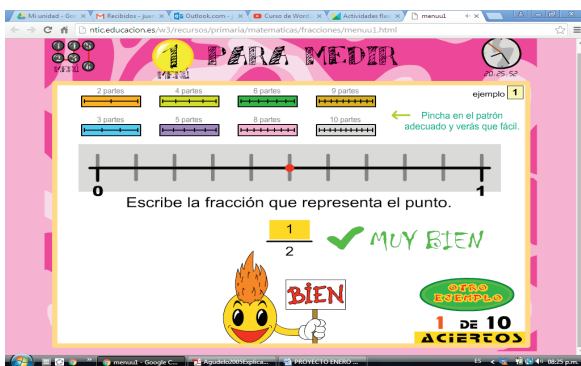 Mi unidad - Go
M Recibidos - juan
Outlook.com - j
Curso de Word.
Actividades flas
menuu1
ntic.educacion.es/w3/recursos/primaria/matematicas/fracciones/menuu1.html
1 PARA MEDIR
MENÚ
MENÚ
20:25:52
2 partes 4 partes 6 partes 9 partes
3 partes 5 partes 8 partes 10 partes
ejemplo 1
Pincha en el patrón
adecuado y verás que fácil.
0 1
Escribe la fracción que representa el punto.
1
2
MUY BIEN
BIEN
OTRO
EJEMPLO
1 DE 10
ACIERTOS
menuu1 - Google C...
Agudelo2005Explica...
PROYECTO ENERO ...
ES
08:25 p.m.